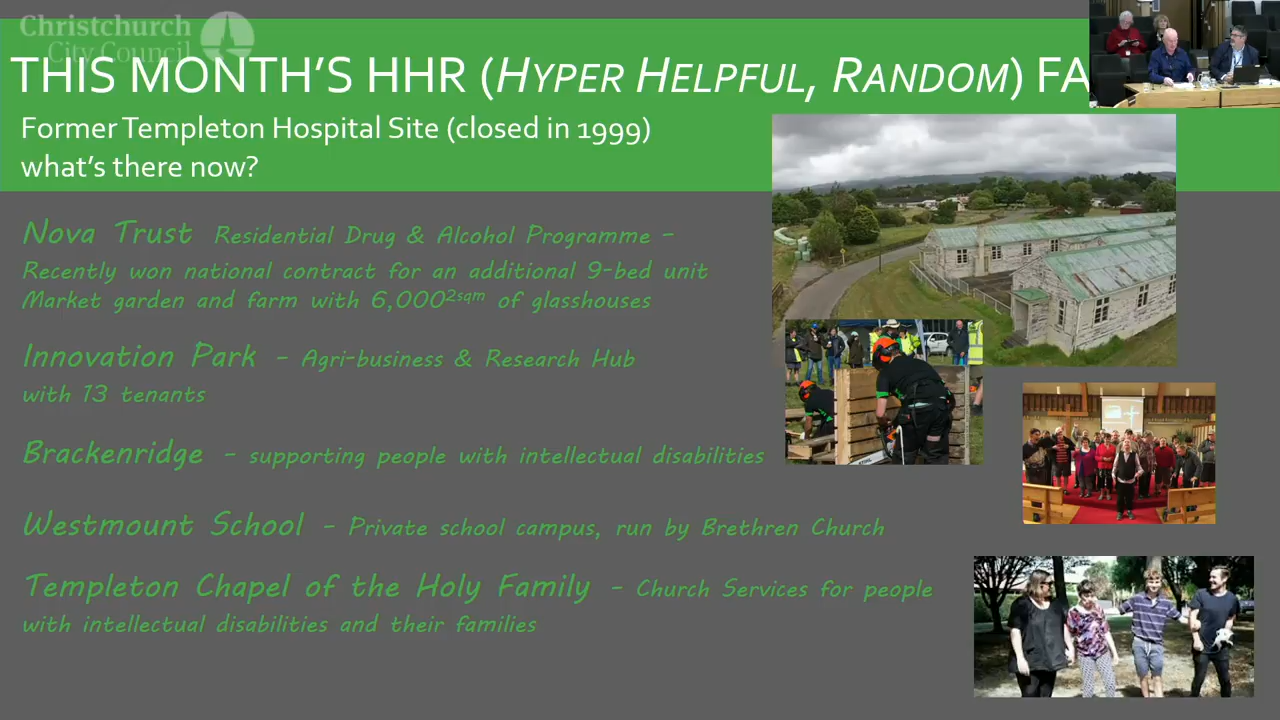 Christchurch
City Council
THIS MONTH'S HHR (HYPER HELPFUL, RANDOM) FA
Former Templeton Hospital Site (closed in 1999)
what's there now?
Nova Trust Residential Drug & Alcohol Programme –
Recently won national contract for an additional 9-bed unit
Market garden and farm with 6,000²sqm of glasshouses
Innovation Park – Agri-business & Research Hub
with 13 tenants
Brackenridge – supporting people with intellectual disabilities
Westmount School – Private school campus, run by Brethren Church
Templeton Chapel of the Holy Family – Church Services for people
with intellectual disabilities and their families